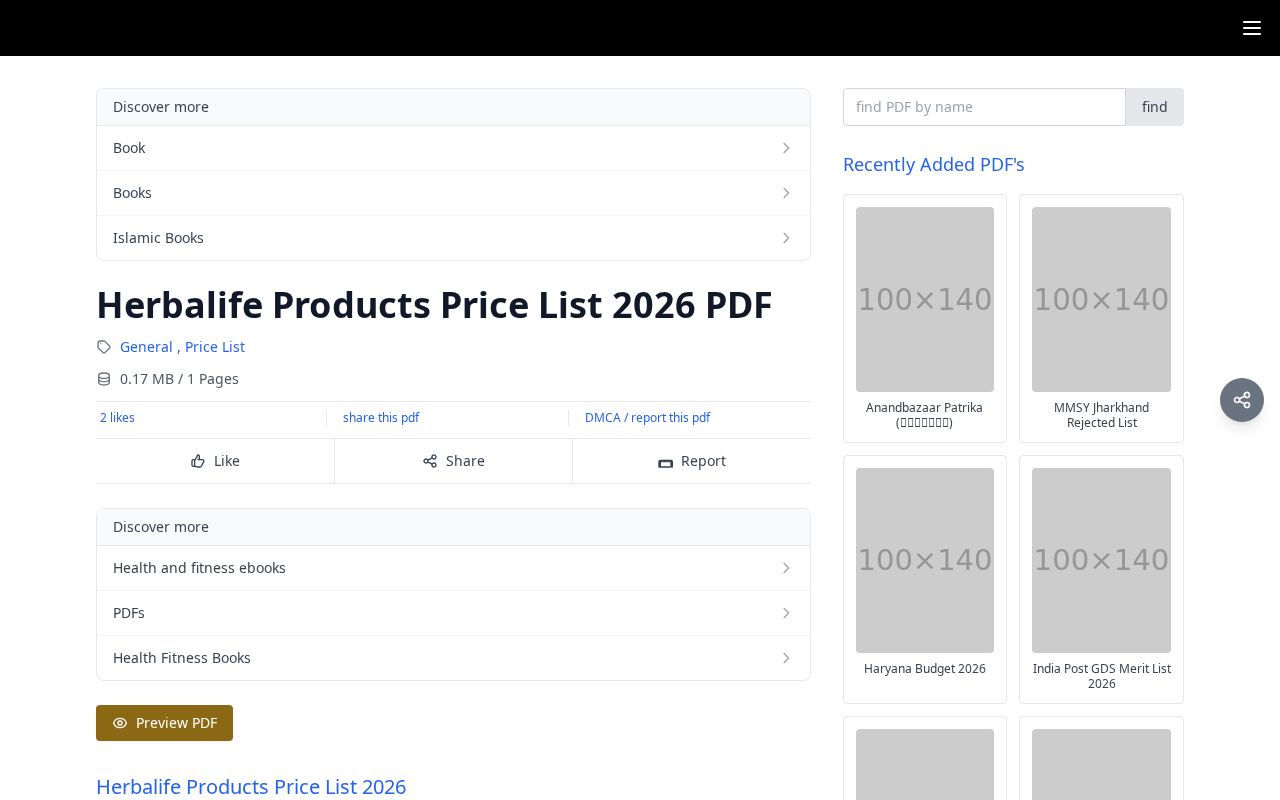 Discover more
Book
Books
Islamic Books
Herbalife Products Price List 2026 PDF
General , Price List
0.17 MB / 1 Pages
2 likes
share this pdf
DMCA / report this pdf
Like
Share
Report
Discover more
Health and fitness ebooks
PDFs
Health Fitness Books
Preview PDF
Herbalife Products Price List 2026
find PDF by name
find
Recently Added PDF's
100×140
100×140
Anandbazaar Patrika
MMSY Jharkhand
Rejected List
100×140
100×140
Haryana Budget 2026
India Post GDS Merit List
2026